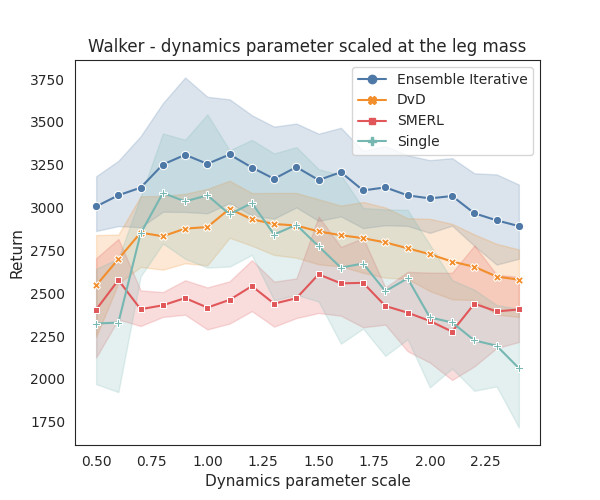 Walker - dynamics parameter scaled at the leg mass
Ensemble Iterative
DvD
SMERL
Single
Return
3750
3500
3250
3000
2750
2500
2250
2000
1750
0.50 0.75 1.00 1.25 1.50 1.75 2.00 2.25
Dynamics parameter scale